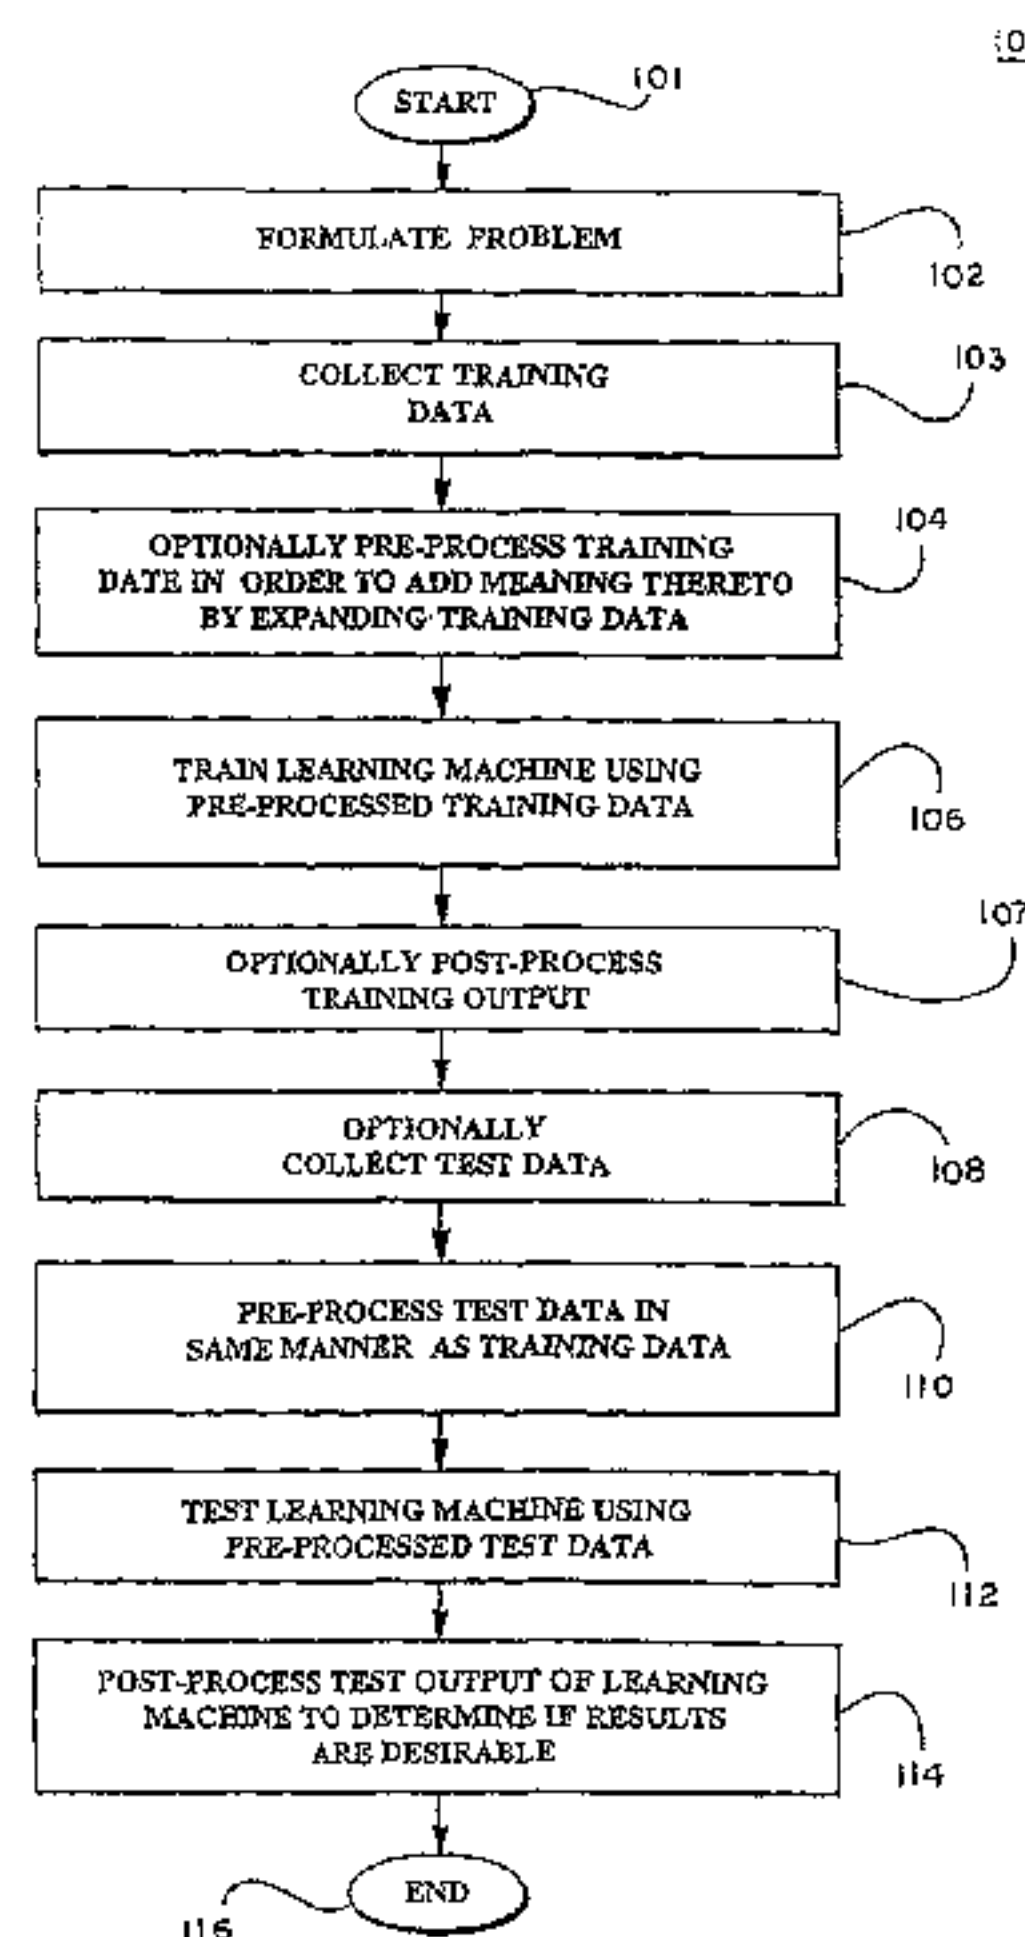 10
START
101
FORMULATE PROBLEM
102
COLLECT TRAINING
DATA
103
OPTIONALLY PRE-PROCESS TRAINING
DATE IN ORDER TO ADD MEANING THERETO
BY EXPANDING TRAINING DATA
104
TRAIN LEARNING MACHINE USING
PRE-PROCESSED TRAINING DATA
106
OPTIONALLY POST-PROCESS
TRAINING OUTPUT
107
OPTIONALLY
COLLECT TEST DATA
108
PRE-PROCESS TEST DATA IN
SAME MANNER AS TRAINING DATA
110
TEST LEARNING MACHINE USING
PRE-PROCESSED TEST DATA
112
POST-PROCESS TEST OUTPUT OF LEARNING
MACHINE TO DETERMINE IF RESULTS
ARE DESIRABLE
114
END
116